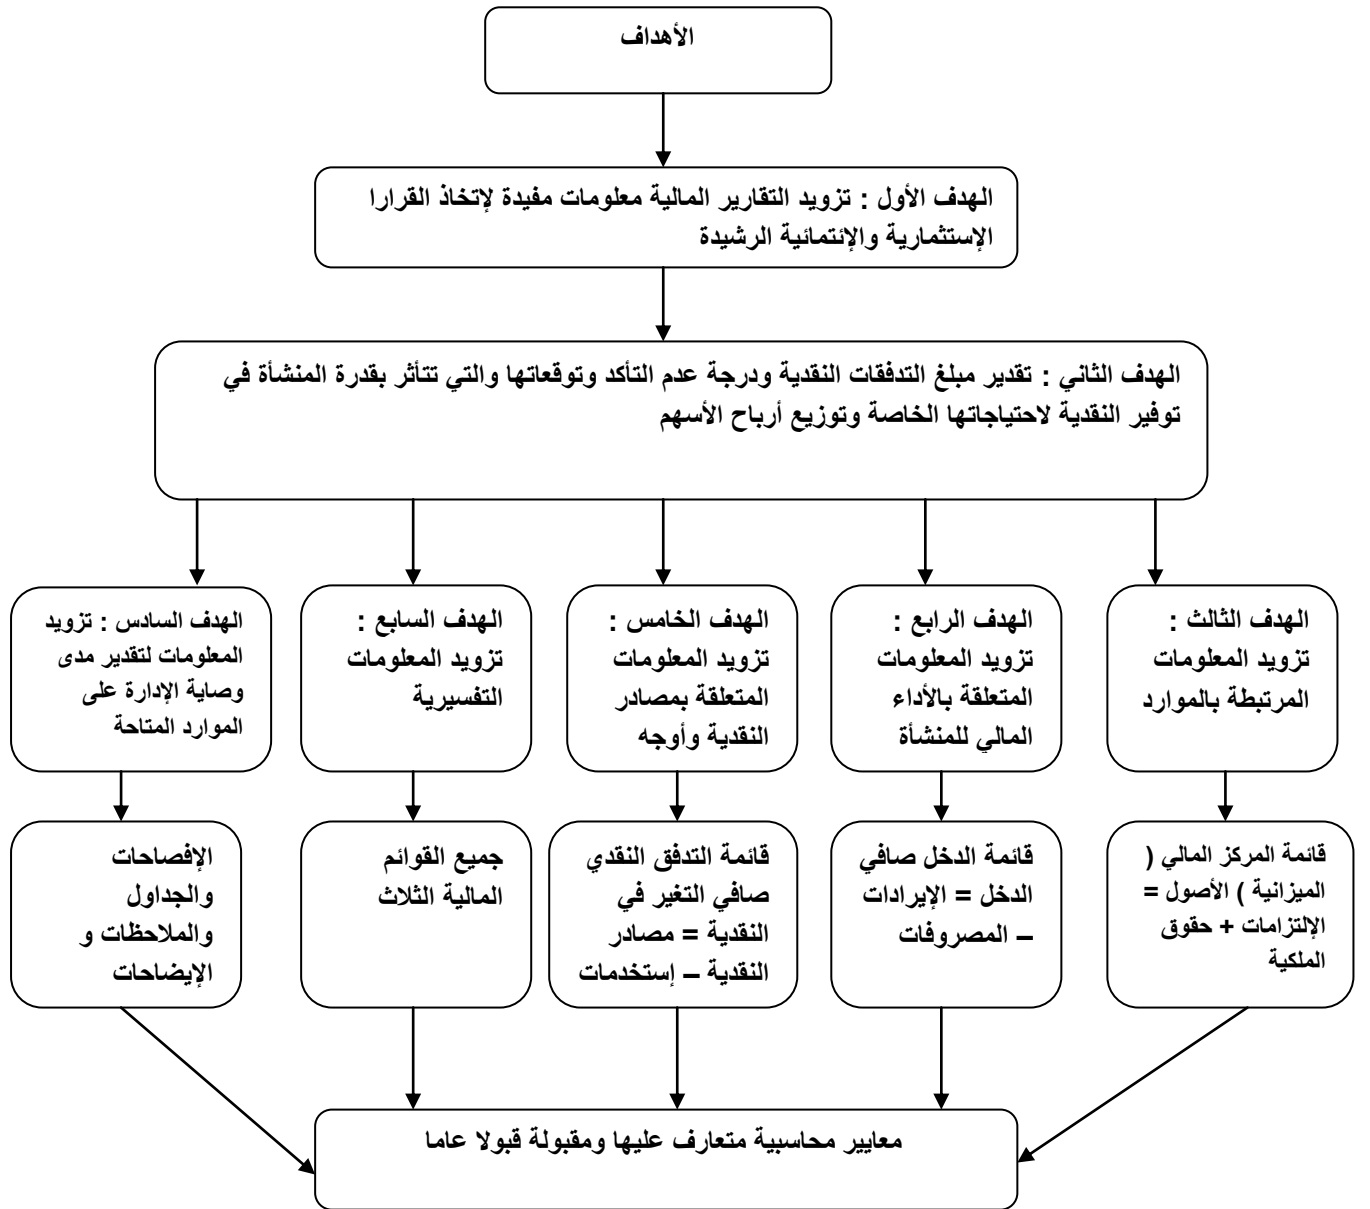 الأهداف
الهدف الأول : تزويد التقارير المالية معلومات مفيدة لإتخاذ القرارا
الإستثمارية والإئتمائية الرشيدة
الهدف الثاني : تقدير مبلغ التدفقات النقدية ودرجة عدم التأكد وتوقعاتها والتي تتأثر بقدرة المنشأة في
توفير النقدية لاحتياجاتها الخاصة وتوزيع أرباح الأسهم
الهدف الثالث :
تزويد المعلومات
المرتبطة بالموارد
الهدف الرابع :
تزويد المعلومات
المتعلقة بالأداء
المالي للمنشأة
الهدف الخامس :
تزويد المعلومات
المتعلقة بمصادر
النقدية وأوجه
الهدف السابع :
تزويد المعلومات
التفسيرية
الهدف السادس : تزويد
المعلومات لتقدير مدى
وصاية الإدارة على
الموارد المتاحة
قائمة المركز المالي (
الميزانية ) الأصول =
الإلتزامات + حقوق
الملكية
قائمة الدخل صافي
الدخل = الإيرادات
– المصروفات
قائمة التدفق النقدي
صافي التغير في
النقدية = مصادر
النقدية – إستخدمات
جميع القوائم
المالية الثلاث
الإفصاحات
والجداول
والملاحظات و
الإيضاحات
معايير محاسبية متعارف عليها ومقبولة قبولا عاما